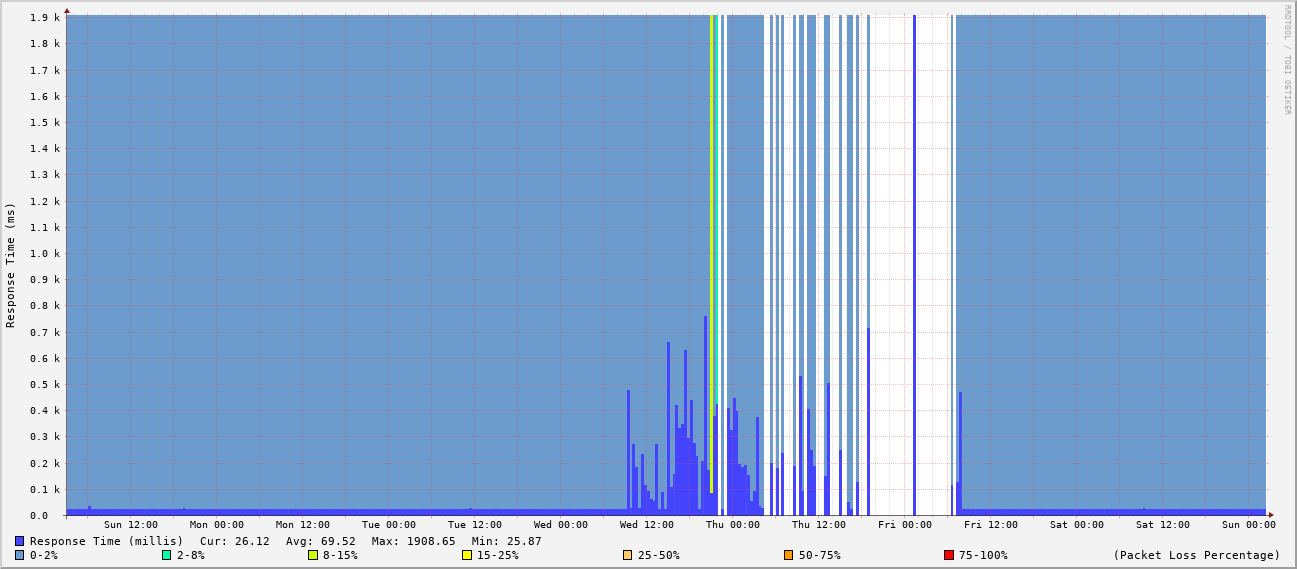 RRDTOOL / TOBI OETIKER
Response Time (ms)
1.9 k
1.8 k
1.7 k
1.6 k
1.5 k
1.4 k
1.3 k
1.2 k
1.1 k
1.0 k
0.9 k
0.8 k
0.7 k
0.6 k
0.5 k
0.4 k
0.3 k
0.2 k
0.1 k
0.0
Sun 12:00 Mon 00:00 Mon 12:00 Tue 00:00 Tue 12:00 Wed 00:00 Wed 12:00 Thu 00:00 Thu 12:00 Fri 00:00 Fri 12:00 Sat 00:00 Sat 12:00 Sun 00:00
Response Time (millis) Cur: 26.12 Avg: 69.52 Max: 1908.65 Min: 25.87
0-2% 2-8% 8-15% 15-25% 25-50% 50-75% 75-100% (Packet Loss Percentage)